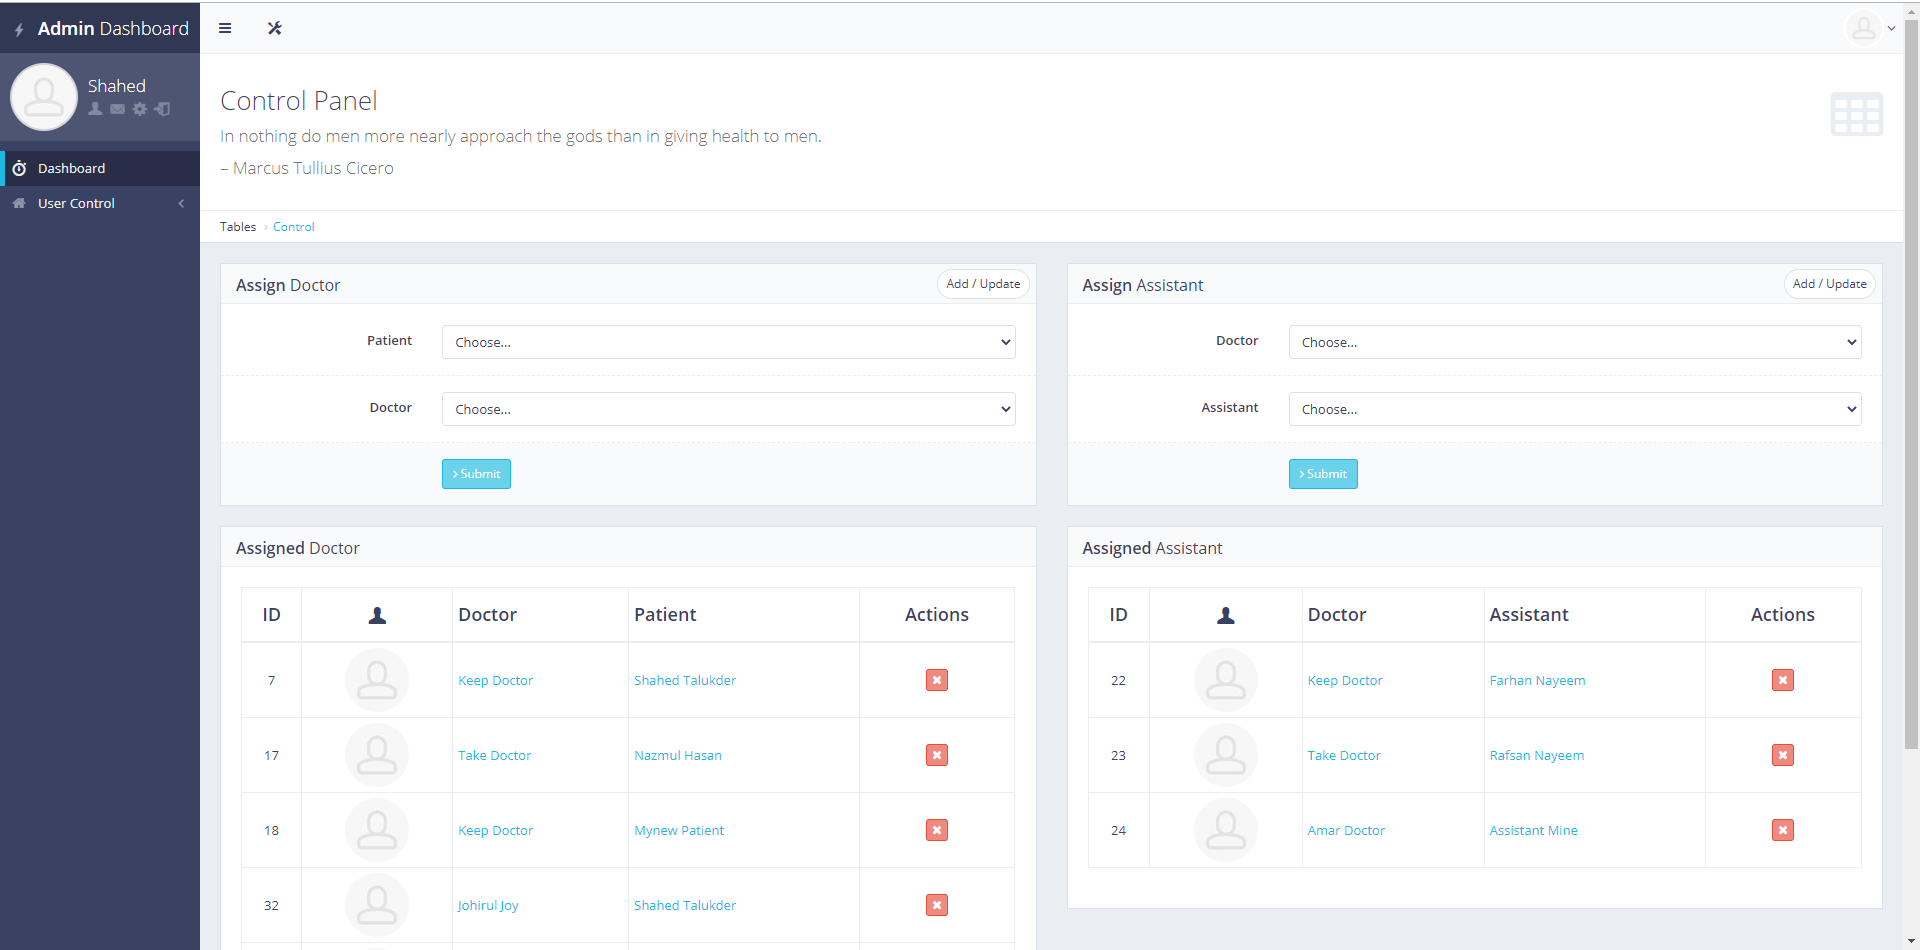 Admin Dashboard
Shahed
Dashboard
User Control
Control Panel
In nothing do men more nearly approach the gods than in giving health to men.
– Marcus Tullius Cicero
Tables › Control
Assign Doctor
Add / Update
Patient
Choose...
Doctor
Choose...
› Submit
Assign Assistant
Add / Update
Doctor
Choose...
Assistant
Choose...
› Submit
Assigned Doctor
ID Doctor Patient Actions
7 Keep Doctor Shahed Talukder
17 Take Doctor Nazmul Hasan
18 Keep Doctor Mynew Patient
32 Johirul Joy Shahed Talukder
Assigned Assistant
ID Doctor Assistant Actions
22 Keep Doctor Farhan Nayeem
23 Take Doctor Rafsan Nayeem
24 Amar Doctor Assistant Mine